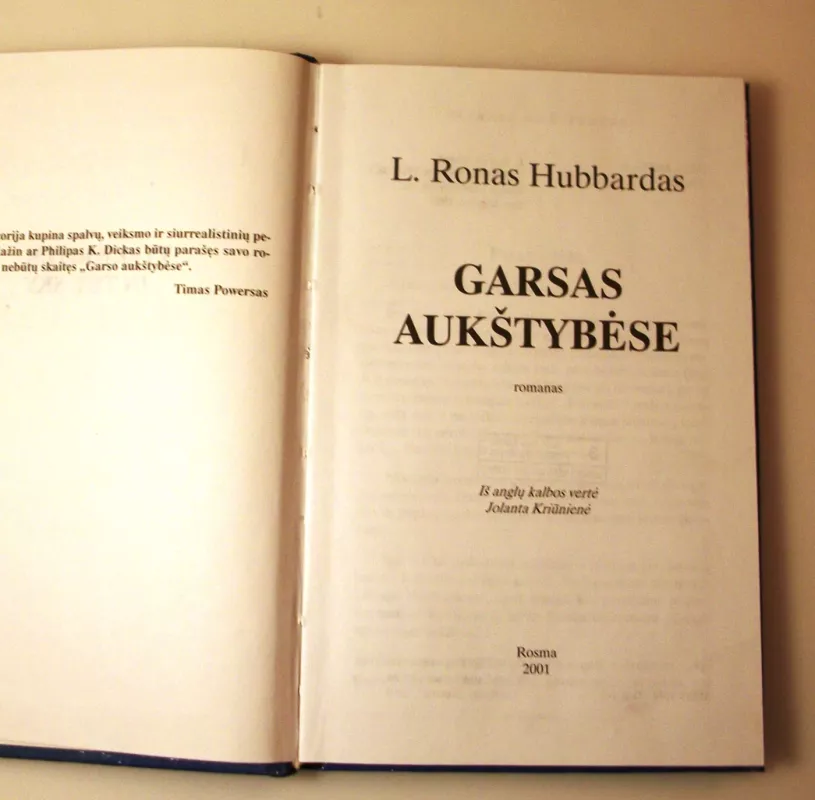 orija kupina spalvų, veiksmo ir siurrealistinių pe-
ažin ar Philipas K. Dickas būtų parašęs savo ro-
nebūtų skaitęs „Garso aukštybėse“.
Timas Powersas
L. Ronas Hubbardas
GARSAS
AUKŠTYBĖSE
romanas
Iš anglų kalbos vertė
Jolanta Kriūnienė
Rosma
2001